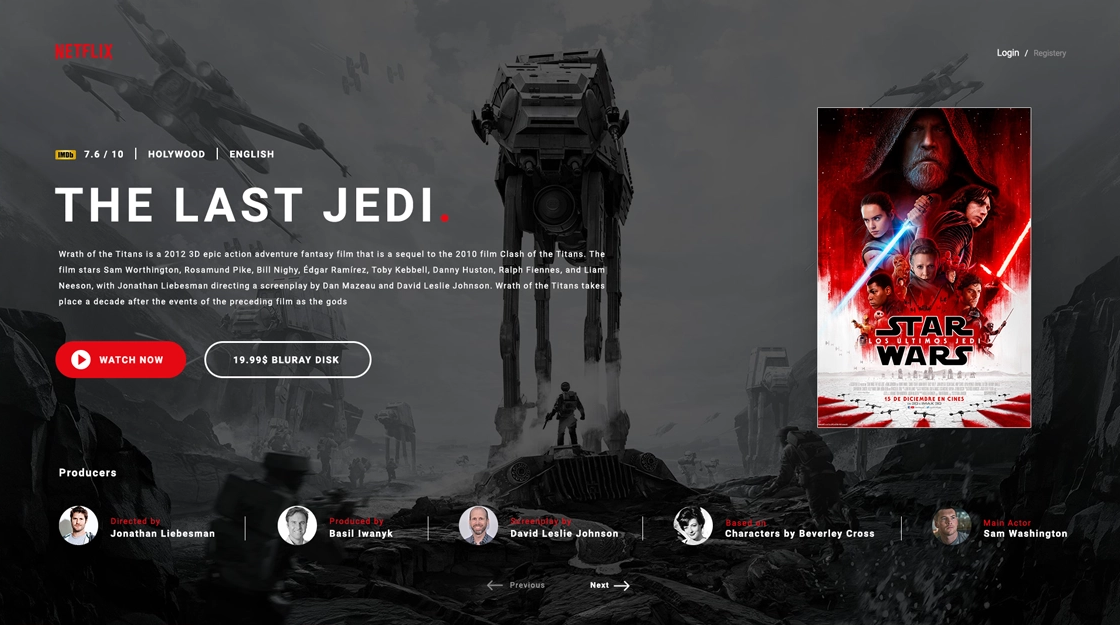 NETFLIX
Login / Registery
IMDb 7.6 / 10 HOLYWOOD ENGLISH
THE LAST JEDI.
Wrath of the Titans is a 2012 3D epic action adventure fantasy film that is a sequel to the 2010 film Clash of the Titans. The
film stars Sam Worthington, Rosamund Pike, Bill Nighy, Édgar Ramírez, Toby Kebbell, Danny Huston, Ralph Fiennes, and Liam
Neeson, with Jonathan Liebesman directing a screenplay by Dan Mazeau and David Leslie Johnson. Wrath of the Titans takes
place a decade after the events of the preceding film as the gods
WATCH NOW
19.99$ BLURAY DISK
STAR
LOS ÚLTIMOS JEDI
WARS
15 DE DICIEMBRE EN CINES
Producers
Directed by
Jonathan Liebesman
Produced by
Basil Iwanyk
Screenplay by
David Leslie Johnson
Based on
Characters by Beverley Cross
Main Actor
Sam Washington
Previous
Next